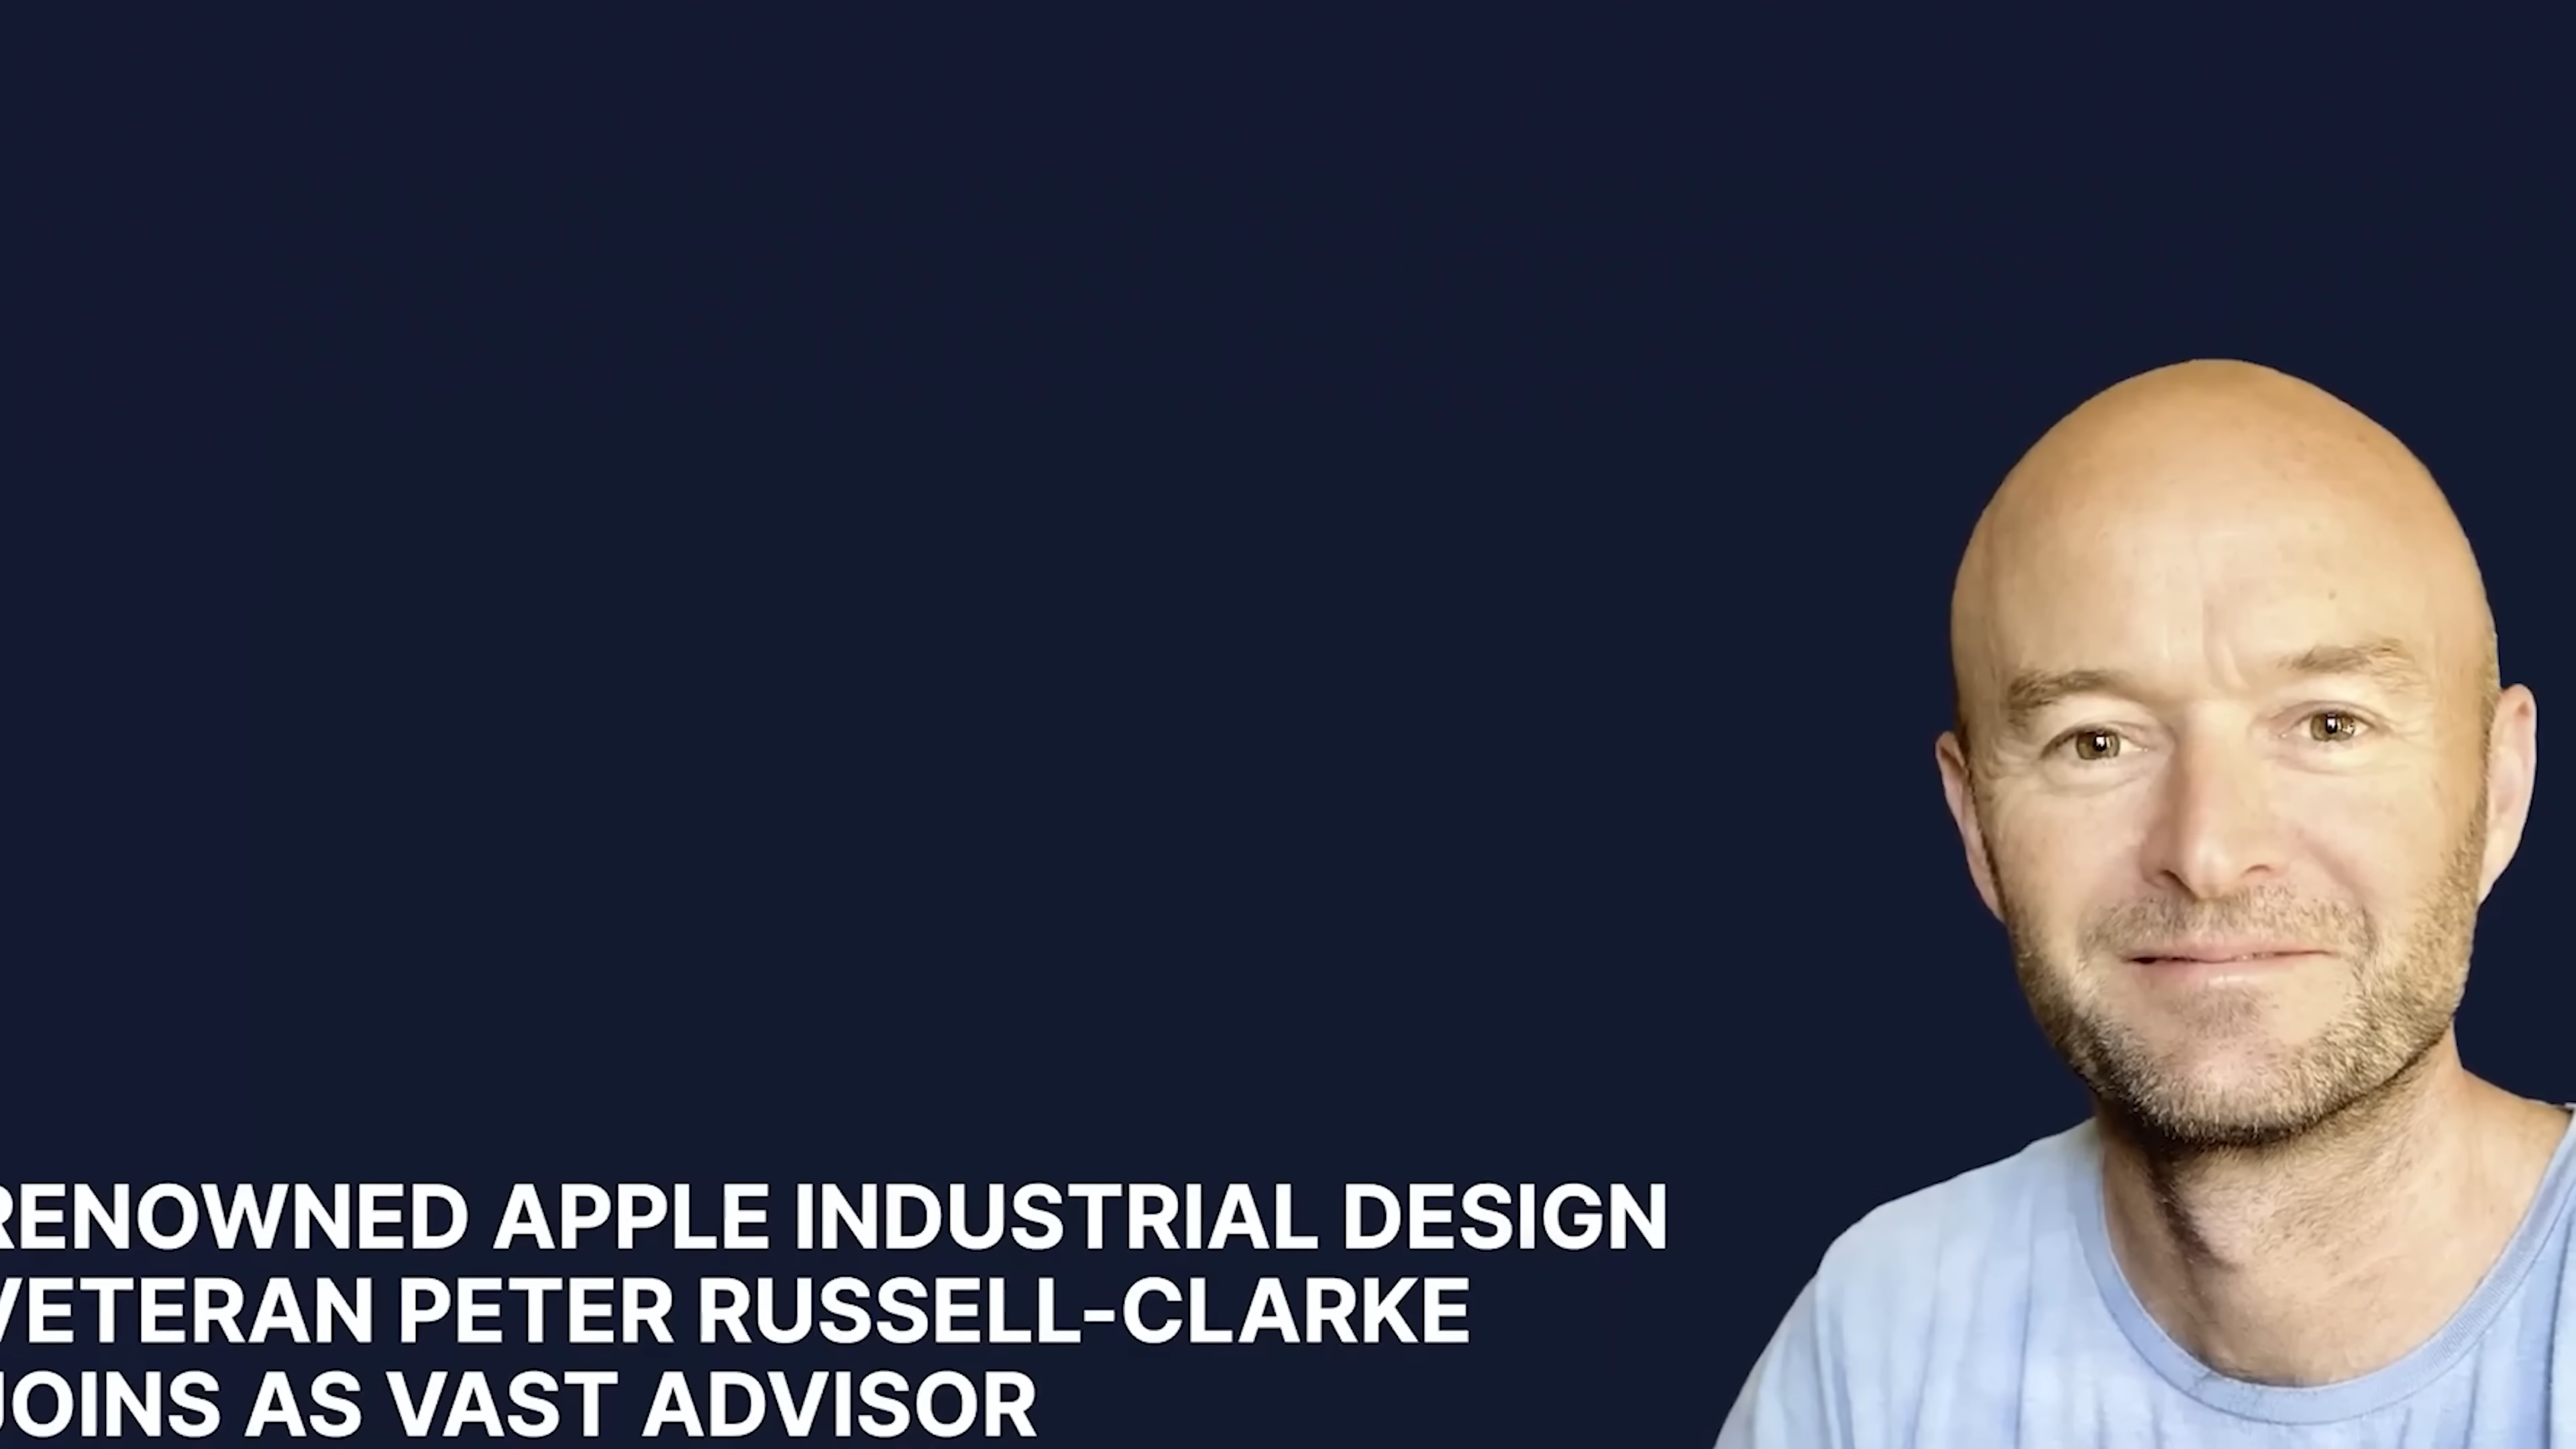 RENOWNED APPLE INDUSTRIAL DESIGN
VETERAN PETER RUSSELL-CLARKE
JOINS AS VAST ADVISOR